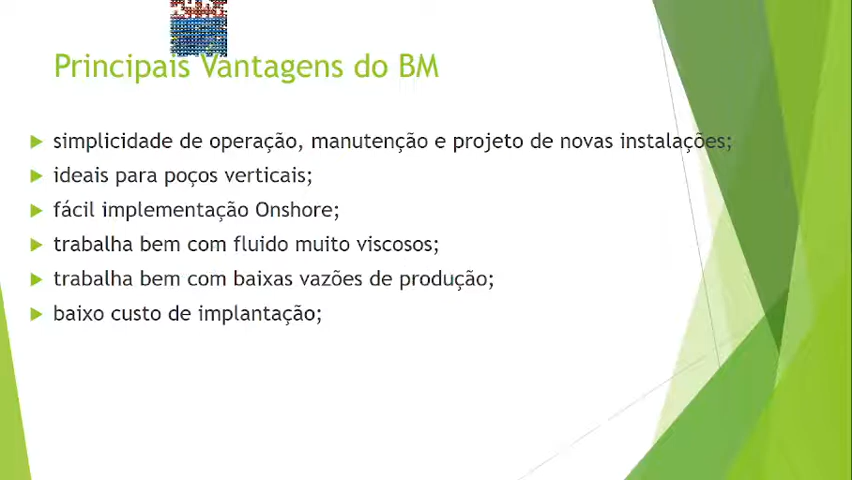 Principais Vantagens do BM
simplicidade de operação, manutenção e projeto de novas instalações;
ideais para poços verticais;
fácil implementação Onshore;
trabalha bem com fluido muito viscosos;
trabalha bem com baixas vazões de produção;
baixo custo de implantação;